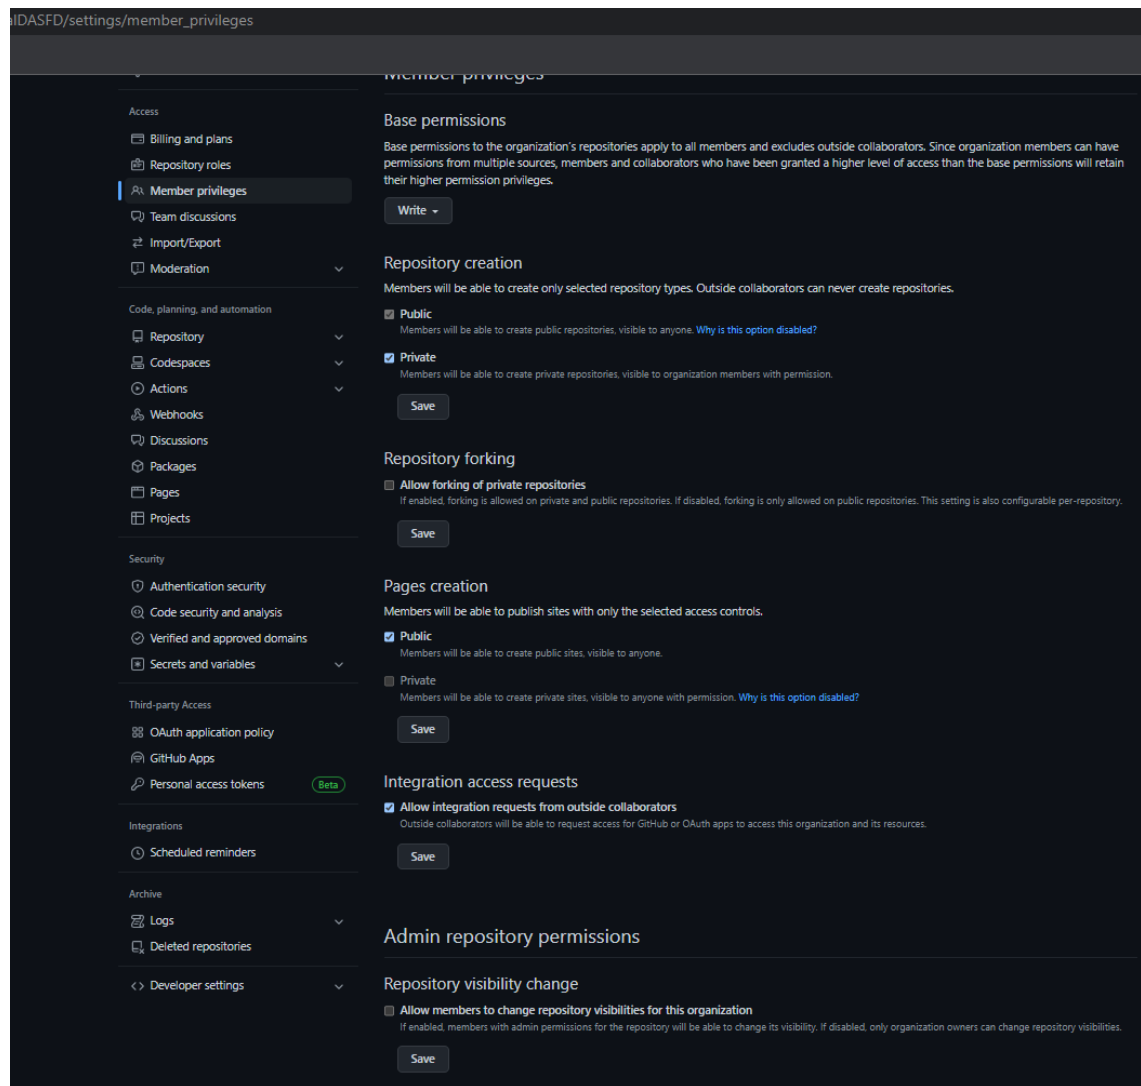 alDASFD/settings/member_privileges
Member privileges
Access
Billing and plans
Repository roles
Member privileges
Team discussions
Import/Export
Moderation
Code, planning, and automation
Repository
Codespaces
Actions
Webhooks
Discussions
Packages
Pages
Projects
Security
Authentication security
Code security and analysis
Verified and approved domains
Secrets and variables
Third-party Access
OAuth application policy
GitHub Apps
Personal access tokens Beta
Integrations
Scheduled reminders
Archive
Logs
Deleted repositories
Developer settings
Base permissions
Base permissions to the organization's repositories apply to all members and excludes outside collaborators. Since organization members can have
permissions from multiple sources, members and collaborators who have been granted a higher level of access than the base permissions will retain
their higher permission privileges.
Write
Repository creation
Members will be able to create only selected repository types. Outside collaborators can never create repositories.
Public
Members will be able to create public repositories, visible to anyone. Why is this option disabled?
Private
Members will be able to create private repositories, visible to organization members with permission.
Save
Repository forking
Allow forking of private repositories
If enabled, forking is allowed on private and public repositories. If disabled, forking is only allowed on public repositories. This setting is also configurable per-repository.
Save
Pages creation
Members will be able to publish sites with only the selected access controls.
Public
Members will be able to create public sites, visible to anyone.
Private
Members will be able to create private sites, visible to anyone with permission. Why is this option disabled?
Save
Integration access requests
Allow integration requests from outside collaborators
Outside collaborators will be able to request access for GitHub or OAuth apps to access this organization and its resources.
Save
Admin repository permissions
Repository visibility change
Allow members to change repository visibilities for this organization
If enabled, members with admin permissions for the repository will be able to change its visibility. If disabled, only organization owners can change repository visibilities.
Save